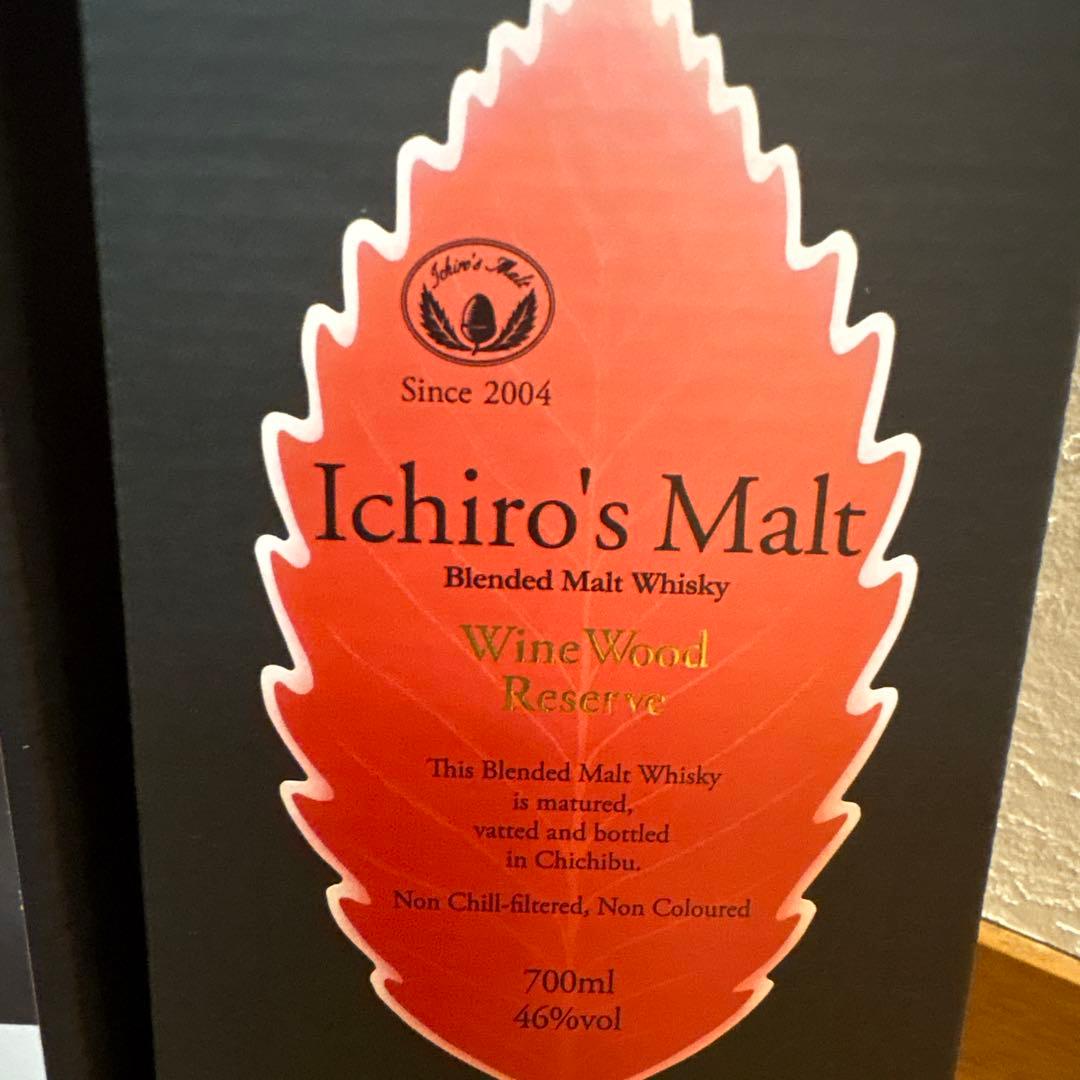 Ichiro's Malt
Since 2004
Ichiro's Malt
Blended Malt Whisky
Wine Wood
Reserve
This Blended Malt Whisky
is matured,
vatted and bottled
in Chichibu.
Non Chill-filtered, Non Coloured
700ml
46%vol